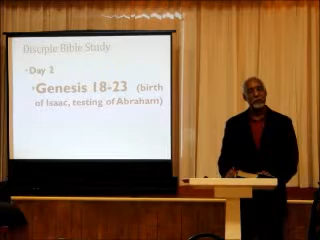 Disciple Bible Study
•Day 2
•Genesis 18-23 (birth
of Isaac, testing of Abraham)